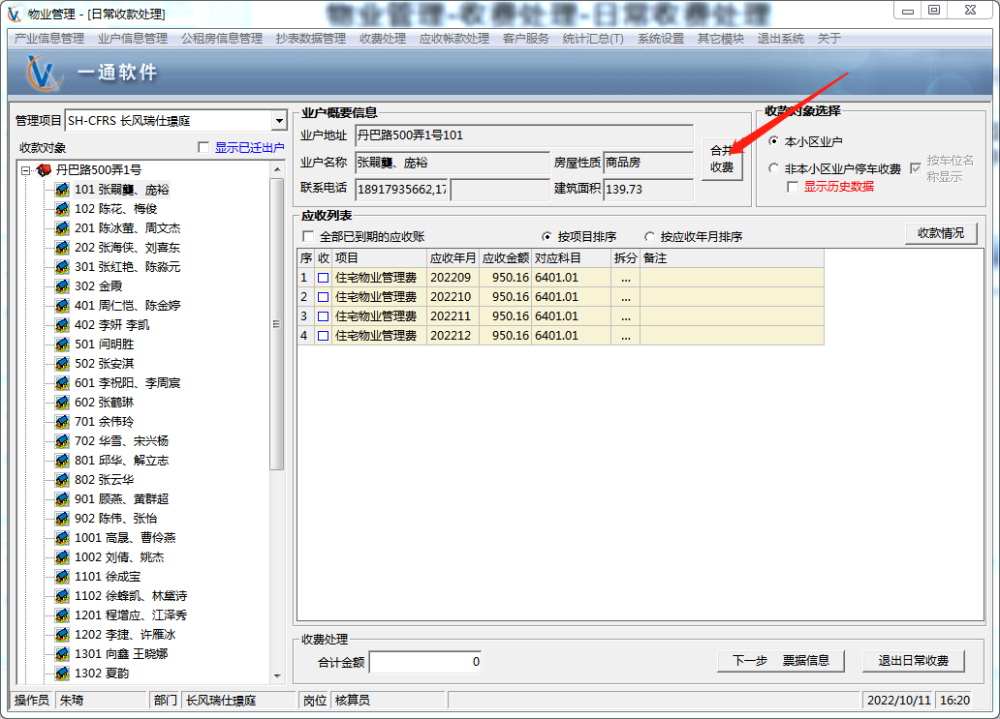 物业管理 - [日常收款处理]
物业管理-收费处理-日常收费处理
产业信息管理 业户信息管理 公租房信息管理 抄表数据管理 收费处理 应收帐款处理 客户服务 统计汇总(T) 系统设置 其它模块 退出系统 关于
一通软件
管理项目 SH-CFRS 长风瑞仕璟庭
收款对象 显示已迁出户
丹巴路500弄1号
101 张嗣龑、庞裕
102 陈花、梅俊
201 陈冰萤、周文杰
202 张海侠、刘喜东
301 张红艳、陈淼元
302 金霞
401 周仁恺、陈金婷
402 李妍 李凯
501 闫明胜
502 张安淇
601 李祝阳、李周宸
602 张鹤琳
701 余伟玲
702 华雪、宋兴杨
801 邱华、解立志
802 张云华
901 顾燕、黄群超
902 陈伟、张怡
1001 高晟、曹伶燕
1002 刘倩、姚杰
1101 徐成宝
1102 徐蜂凯、林黛诗
1201 程增应、江泽秀
1202 李捷、许雁冰
1301 向鑫 王晓娜
1302 夏韵
业户概要信息
业户地址 丹巴路500弄1号101
业户名称 张嗣龑、庞裕 房屋性质 商品房
联系电话 18917935662,17 建筑面积 139.73
合并
收费
收款对象选择
本小区业户
非本小区业户停车收费 按车位名
称显示
显示历史数据
应收列表
全部已到期的应收账 按项目排序 按应收年月排序 收款情况
序 收 项目 应收年月 应收金额 对应科目 拆分 备注
1 住宅物业管理费 202209 950.16 6401.01 ...
2 住宅物业管理费 202210 950.16 6401.01 ...
3 住宅物业管理费 202211 950.16 6401.01 ...
4 住宅物业管理费 202212 950.16 6401.01 ...
收费处理
合计金额 0 下一步 票据信息 退出日常收费
操作员 朱琦 部门 长风瑞仕璟庭 岗位 核算员 2022/10/11 16:20